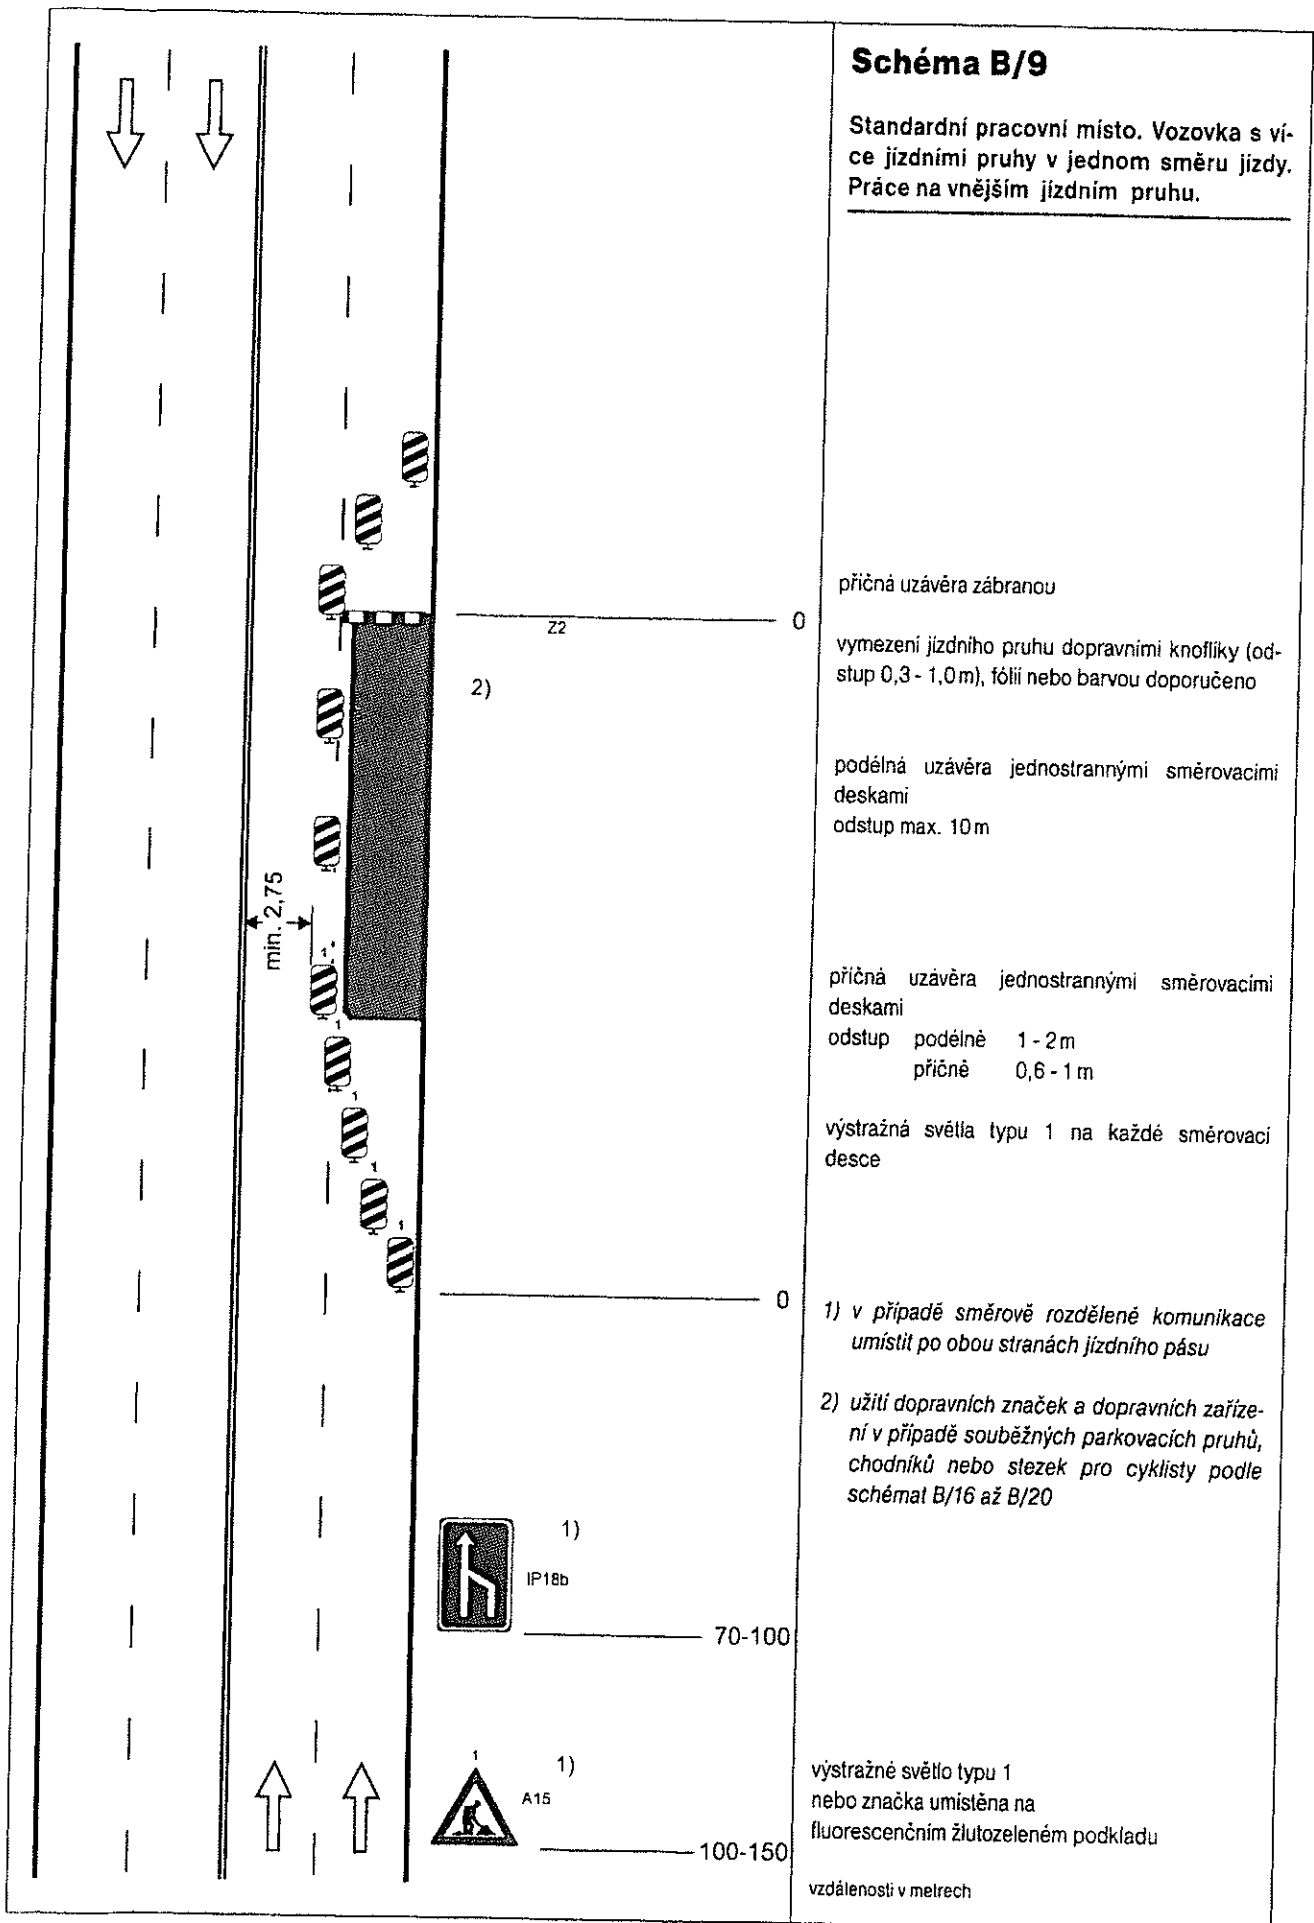 Schéma B/9
Standardní pracovní místo. Vozovka s ví-
ce jízdními pruhy v jednom směru jízdy.
Práce na vnějším jízdním pruhu.
příčná uzávěra zábranou
0
Z2
vymezení jízdního pruhu dopravními knoflíky (od-
stup 0,3 - 1,0 m), fólií nebo barvou doporučeno
2)
podélná uzávěra jednostrannými směrovacími
deskami
odstup max. 10 m
min. 2,75
1
příčná uzávěra jednostrannými směrovacími
deskami
odstup podélně 1 - 2 m
příčně 0,6 - 1 m
1
1
výstražná světla typu 1 na každé směrovací
desce
1
1
0
1) v případě směrově rozdělené komunikace
umístit po obou stranách jízdního pásu
2) užití dopravních značek a dopravních zaříze-
ní v případě souběžných parkovacích pruhů,
chodníků nebo stezek pro cyklisty podle
schémat B/16 až B/20
1)
IP18b
70-100
1
1)
A15
100-150
výstražné světlo typu 1
nebo značka umístěna na
fluorescenčním žlutozeleném podkladu
vzdálenosti v metrech